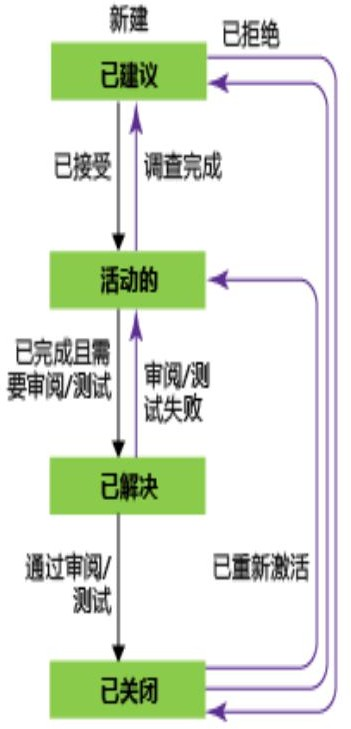 新建
已拒绝
已建议
已接受
调查完成
活动的
已完成且需
要审阅/测试
审阅/测
试失败
已解决
通过审阅/
测试
已重新激活
已关闭